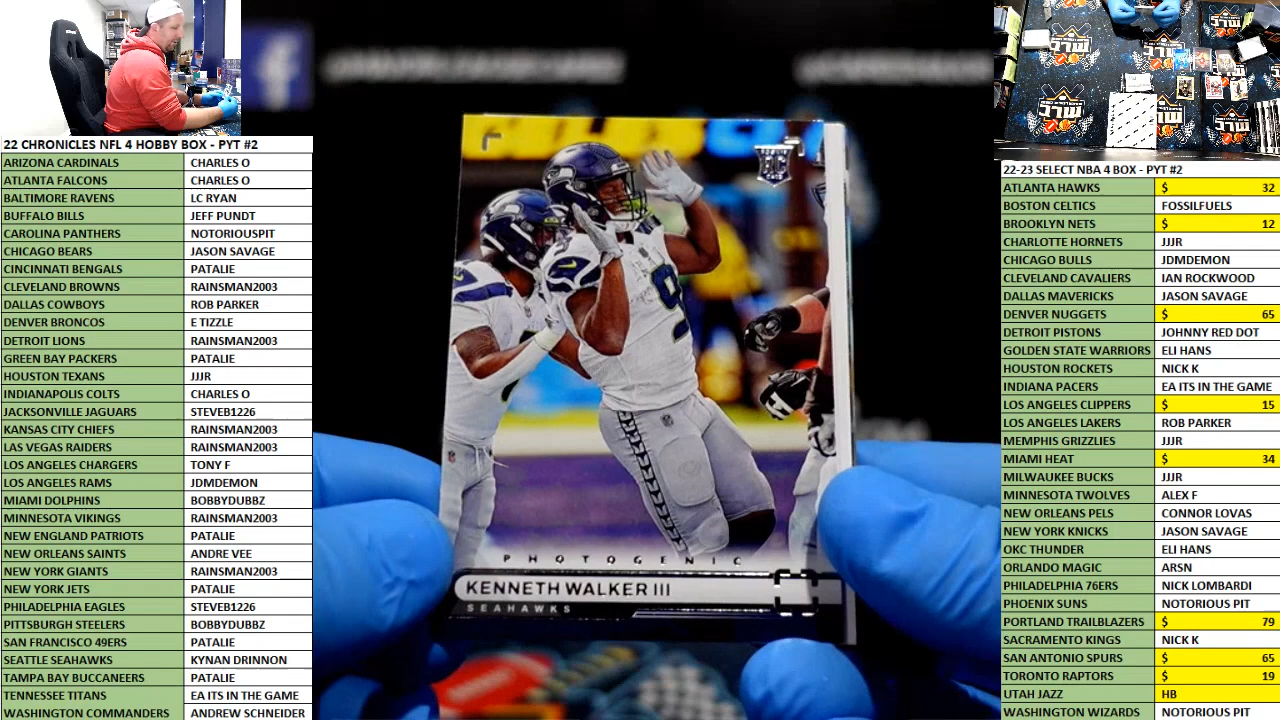 22 CHRONICLES NFL 4 HOBBY BOX - PYT #2
ARIZONA CARDINALS CHARLES O
ATLANTA FALCONS CHARLES O
BALTIMORE RAVENS LC RYAN
BUFFALO BILLS JEFF PUNDT
CAROLINA PANTHERS NOTORIOUSPIT
CHICAGO BEARS JASON SAVAGE
CINCINNATI BENGALS PATALIE
CLEVELAND BROWNS RAINSMAN2003
DALLAS COWBOYS ROB PARKER
DENVER BRONCOS E TIZZLE
DETROIT LIONS RAINSMAN2003
GREEN BAY PACKERS PATALIE
HOUSTON TEXANS JJJR
INDIANAPOLIS COLTS CHARLES O
JACKSONVILLE JAGUARS STEVEB1226
KANSAS CITY CHIEFS RAINSMAN2003
LAS VEGAS RAIDERS RAINSMAN2003
LOS ANGELES CHARGERS TONY F
LOS ANGELES RAMS JDMDEMON
MIAMI DOLPHINS BOBBYDUBBZ
MINNESOTA VIKINGS RAINSMAN2003
NEW ENGLAND PATRIOTS PATALIE
NEW ORLEANS SAINTS ANDRE VEE
NEW YORK GIANTS RAINSMAN2003
NEW YORK JETS PATALIE
PHILADELPHIA EAGLES STEVEB1226
PITTSBURGH STEELERS BOBBYDUBBZ
SAN FRANCISCO 49ERS PATALIE
SEATTLE SEAHAWKS KYNAN DRINNON
TAMPA BAY BUCCANEERS PATALIE
TENNESSEE TITANS EA ITS IN THE GAME
WASHINGTON COMMANDERS ANDREW SCHNEIDER
RC
PHOTOGENIC
KENNETH WALKER III
SEAHAWKS
22-23 SELECT NBA 4 BOX - PYT #2
ATLANTA HAWKS $ 32
BOSTON CELTICS FOSSILFUELS
BROOKLYN NETS $ 12
CHARLOTTE HORNETS JJJR
CHICAGO BULLS JDMDEMON
CLEVELAND CAVALIERS IAN ROCKWOOD
DALLAS MAVERICKS JASON SAVAGE
DENVER NUGGETS $ 65
DETROIT PISTONS JOHNNY RED DOT
GOLDEN STATE WARRIORS ELI HANS
HOUSTON ROCKETS NICK K
INDIANA PACERS EA ITS IN THE GAME
LOS ANGELES CLIPPERS $ 15
LOS ANGELES LAKERS ROB PARKER
MEMPHIS GRIZZLIES JJJR
MIAMI HEAT $ 34
MILWAUKEE BUCKS JJJR
MINNESOTA TWOLVES ALEX F
NEW ORLEANS PELS CONNOR LOVAS
NEW YORK KNICKS JASON SAVAGE
OKC THUNDER ELI HANS
ORLANDO MAGIC ARSN
PHILADELPHIA 76ERS NICK LOMBARDI
PHOENIX SUNS NOTORIOUS PIT
PORTLAND TRAILBLAZERS $ 79
SACRAMENTO KINGS NICK K
SAN ANTONIO SPURS $ 65
TORONTO RAPTORS $ 19
UTAH JAZZ HB
WASHINGTON WIZARDS NOTORIOUS PIT